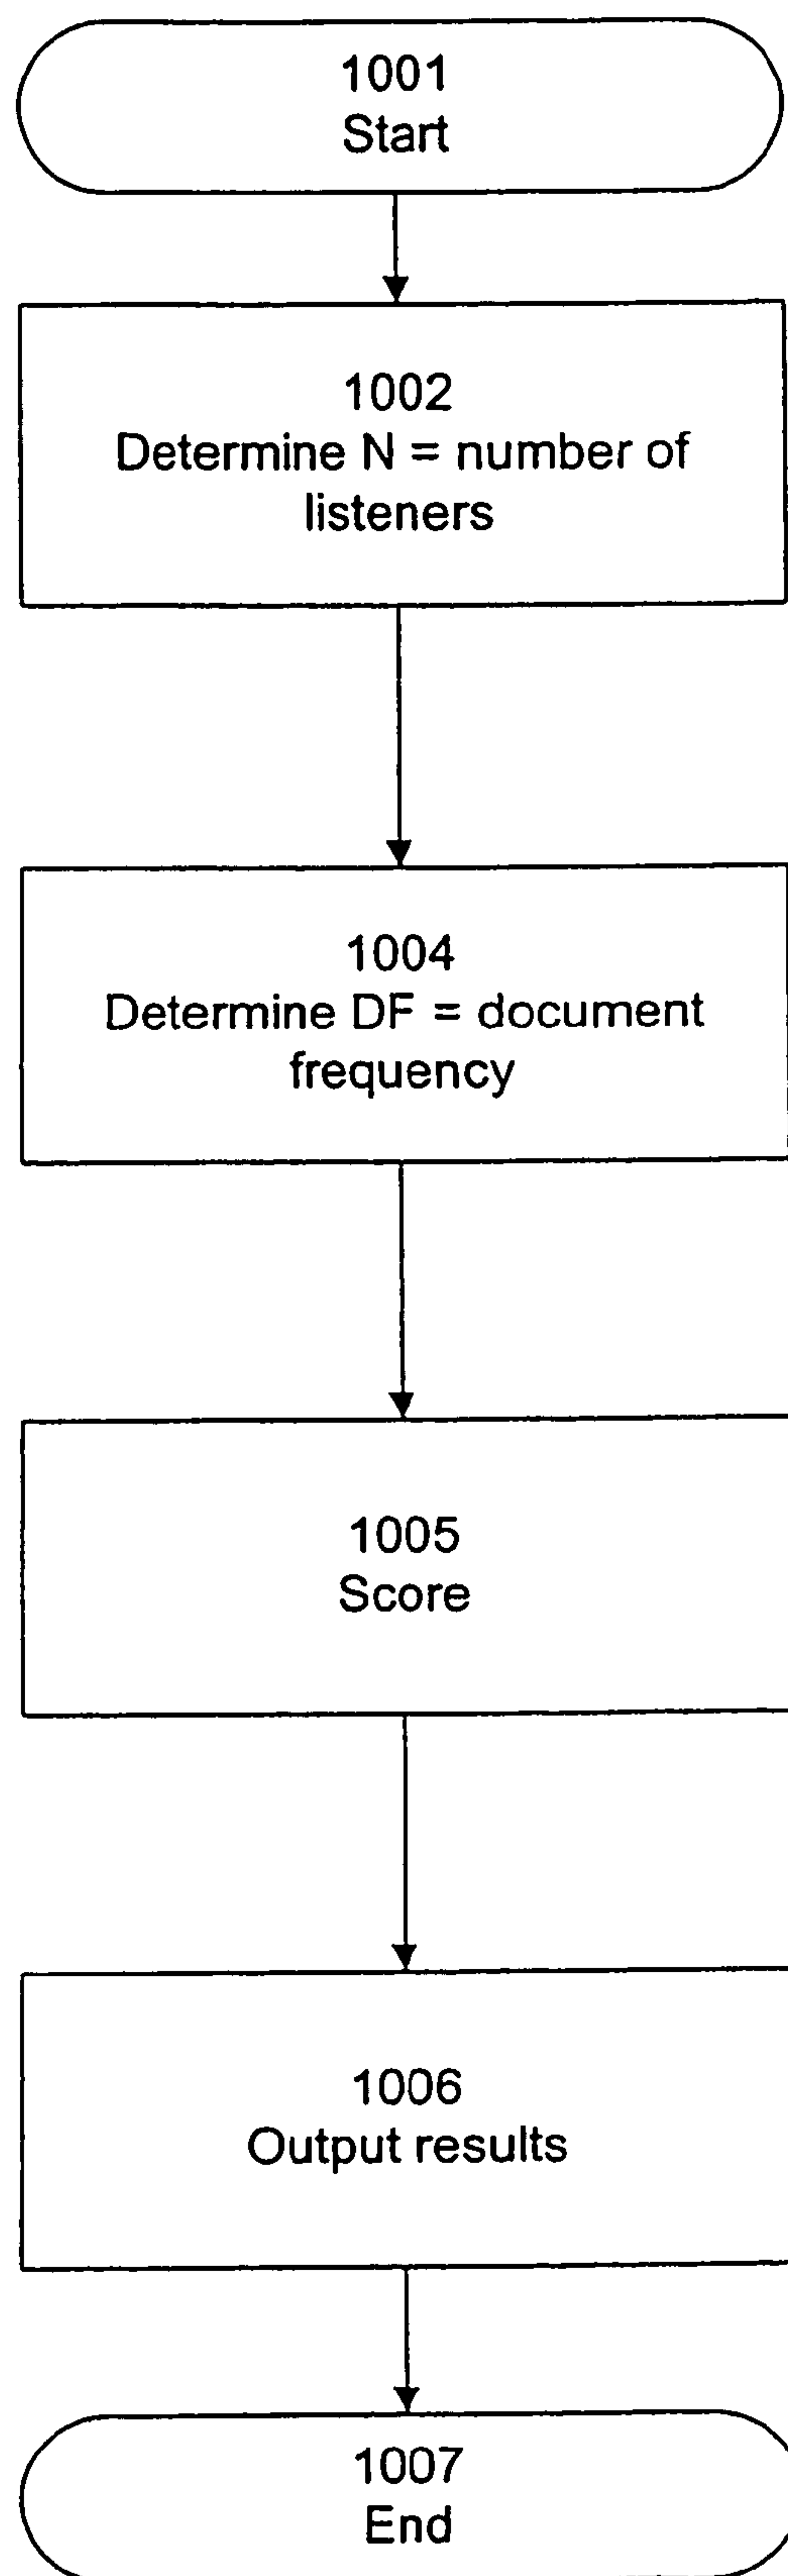 1001
Start
1002
Determine N = number of
listeners
1004
Determine DF = document
frequency
1005
Score
1006
Output results
1007
End